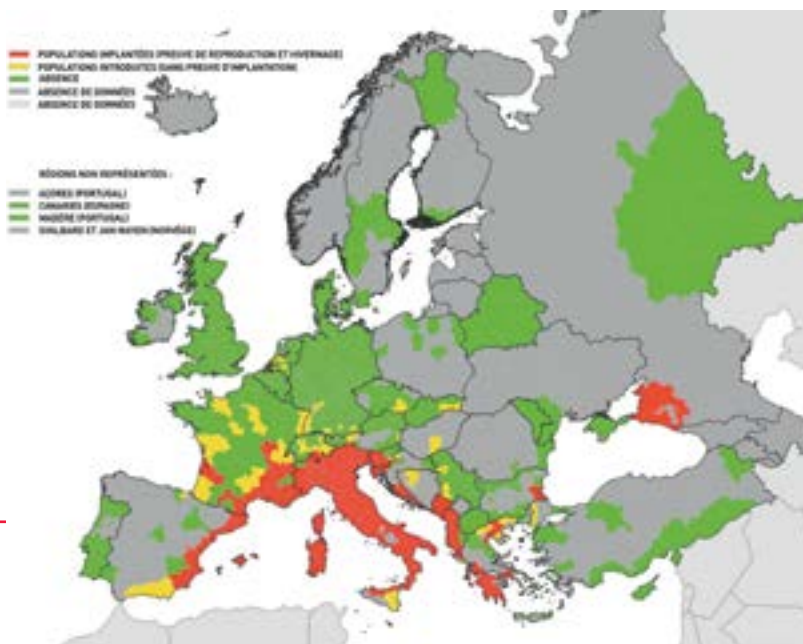 POPULATIONS IMPLANTÉES (PREUVE DE REPRODUCTION ET HIVERNAGE)
POPULATIONS INTRODUITES (SANS PREUVE D'IMPLANTATION)
ABSENCE
ABSENCE DE DONNÉES
ABSENCE DE DONNÉES
RÉGIONS NON REPRÉSENTÉES :
AÇORES (PORTUGAL)
CANARIES (ESPAGNE)
MADÈRE (PORTUGAL)
SVALBARD ET JAN MAYEN (NORVÈGE)